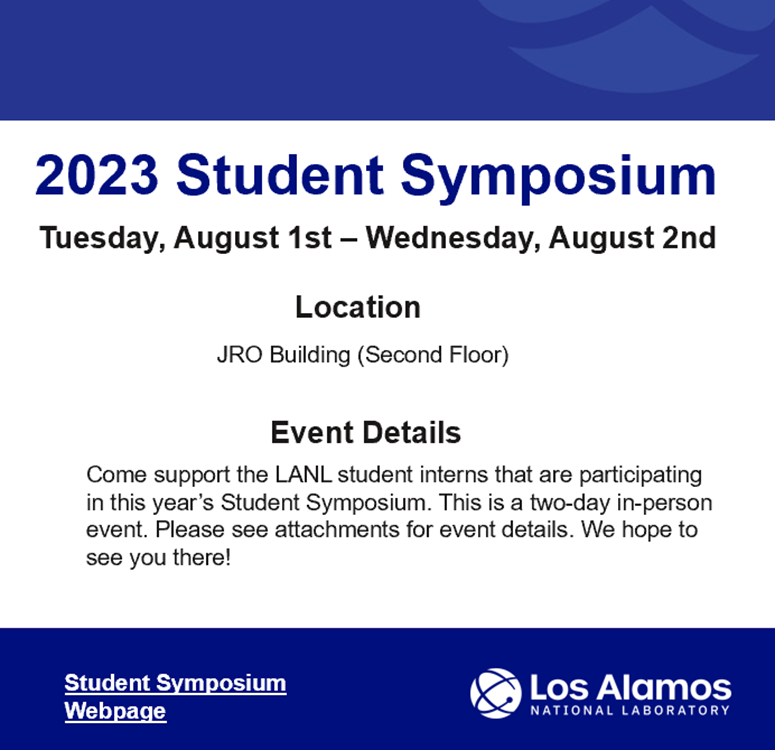 2023 Student Symposium
Tuesday, August 1st – Wednesday, August 2nd
Location
JRO Building (Second Floor)
Event Details
Come support the LANL student interns that are participating
in this year’s Student Symposium. This is a two-day in-person
event. Please see attachments for event details. We hope to
see you there!
Student Symposium
Webpage
Los Alamos
NATIONAL LABORATORY